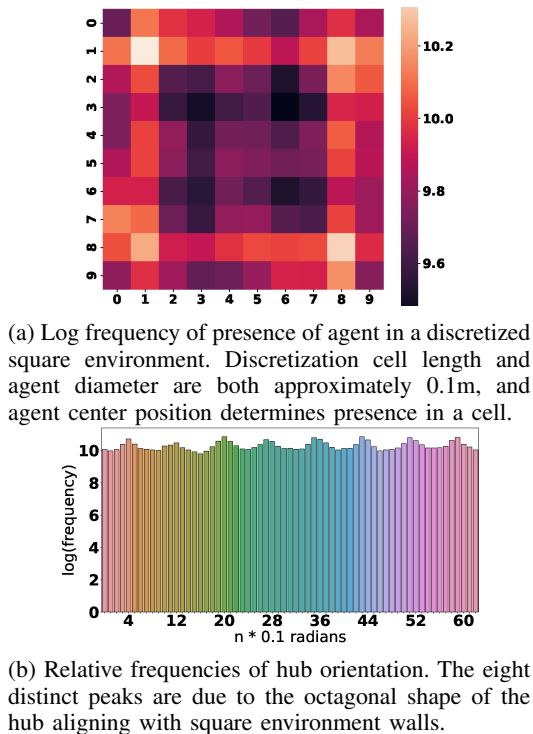 0
1
2
3
4
5
6
7
8
9
0 1 2 3 4 5 6 7 8 9
10.2
10.0
9.8
9.6
(a) Log frequency of presence of agent in a discretized
square environment. Discretization cell length and
agent diameter are both approximately 0.1m, and
agent center position determines presence in a cell.
log(frequency)
10
8
6
4
2
0
4 12 20 28 36 44 52 60
n * 0.1 radians
(b) Relative frequencies of hub orientation. The eight
distinct peaks are due to the octagonal shape of the
hub aligning with square environment walls.